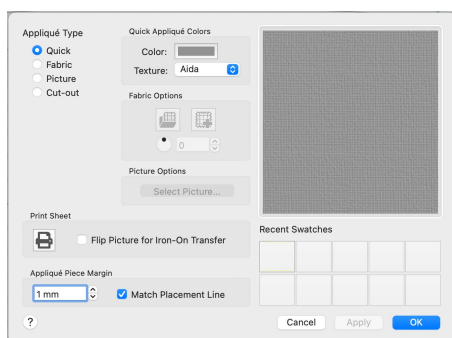 Appliqué Type
Quick
Fabric
Picture
Cut-out
Quick Appliqué Colors
Color:
Texture: Aida
Fabric Options
0
Picture Options
Select Picture...
Print Sheet
Flip Picture for Iron-On Transfer
Appliqué Piece Margin
1 mm
Match Placement Line
Recent Swatches
?
Cancel
Apply
OK